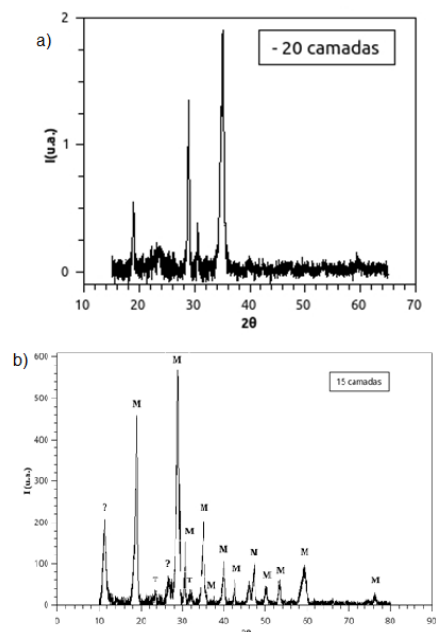 a)
- 20 camadas
I(u.a.)
2
1
0
10 20 30 40 50 60 70
2θ
b)
15 camadas
I (u.a.)
600
500
400
300
200
100
0
? M T ? M M T M M M M M M M M M
0 10 20 30 40 50 60 70 80 90
2θ